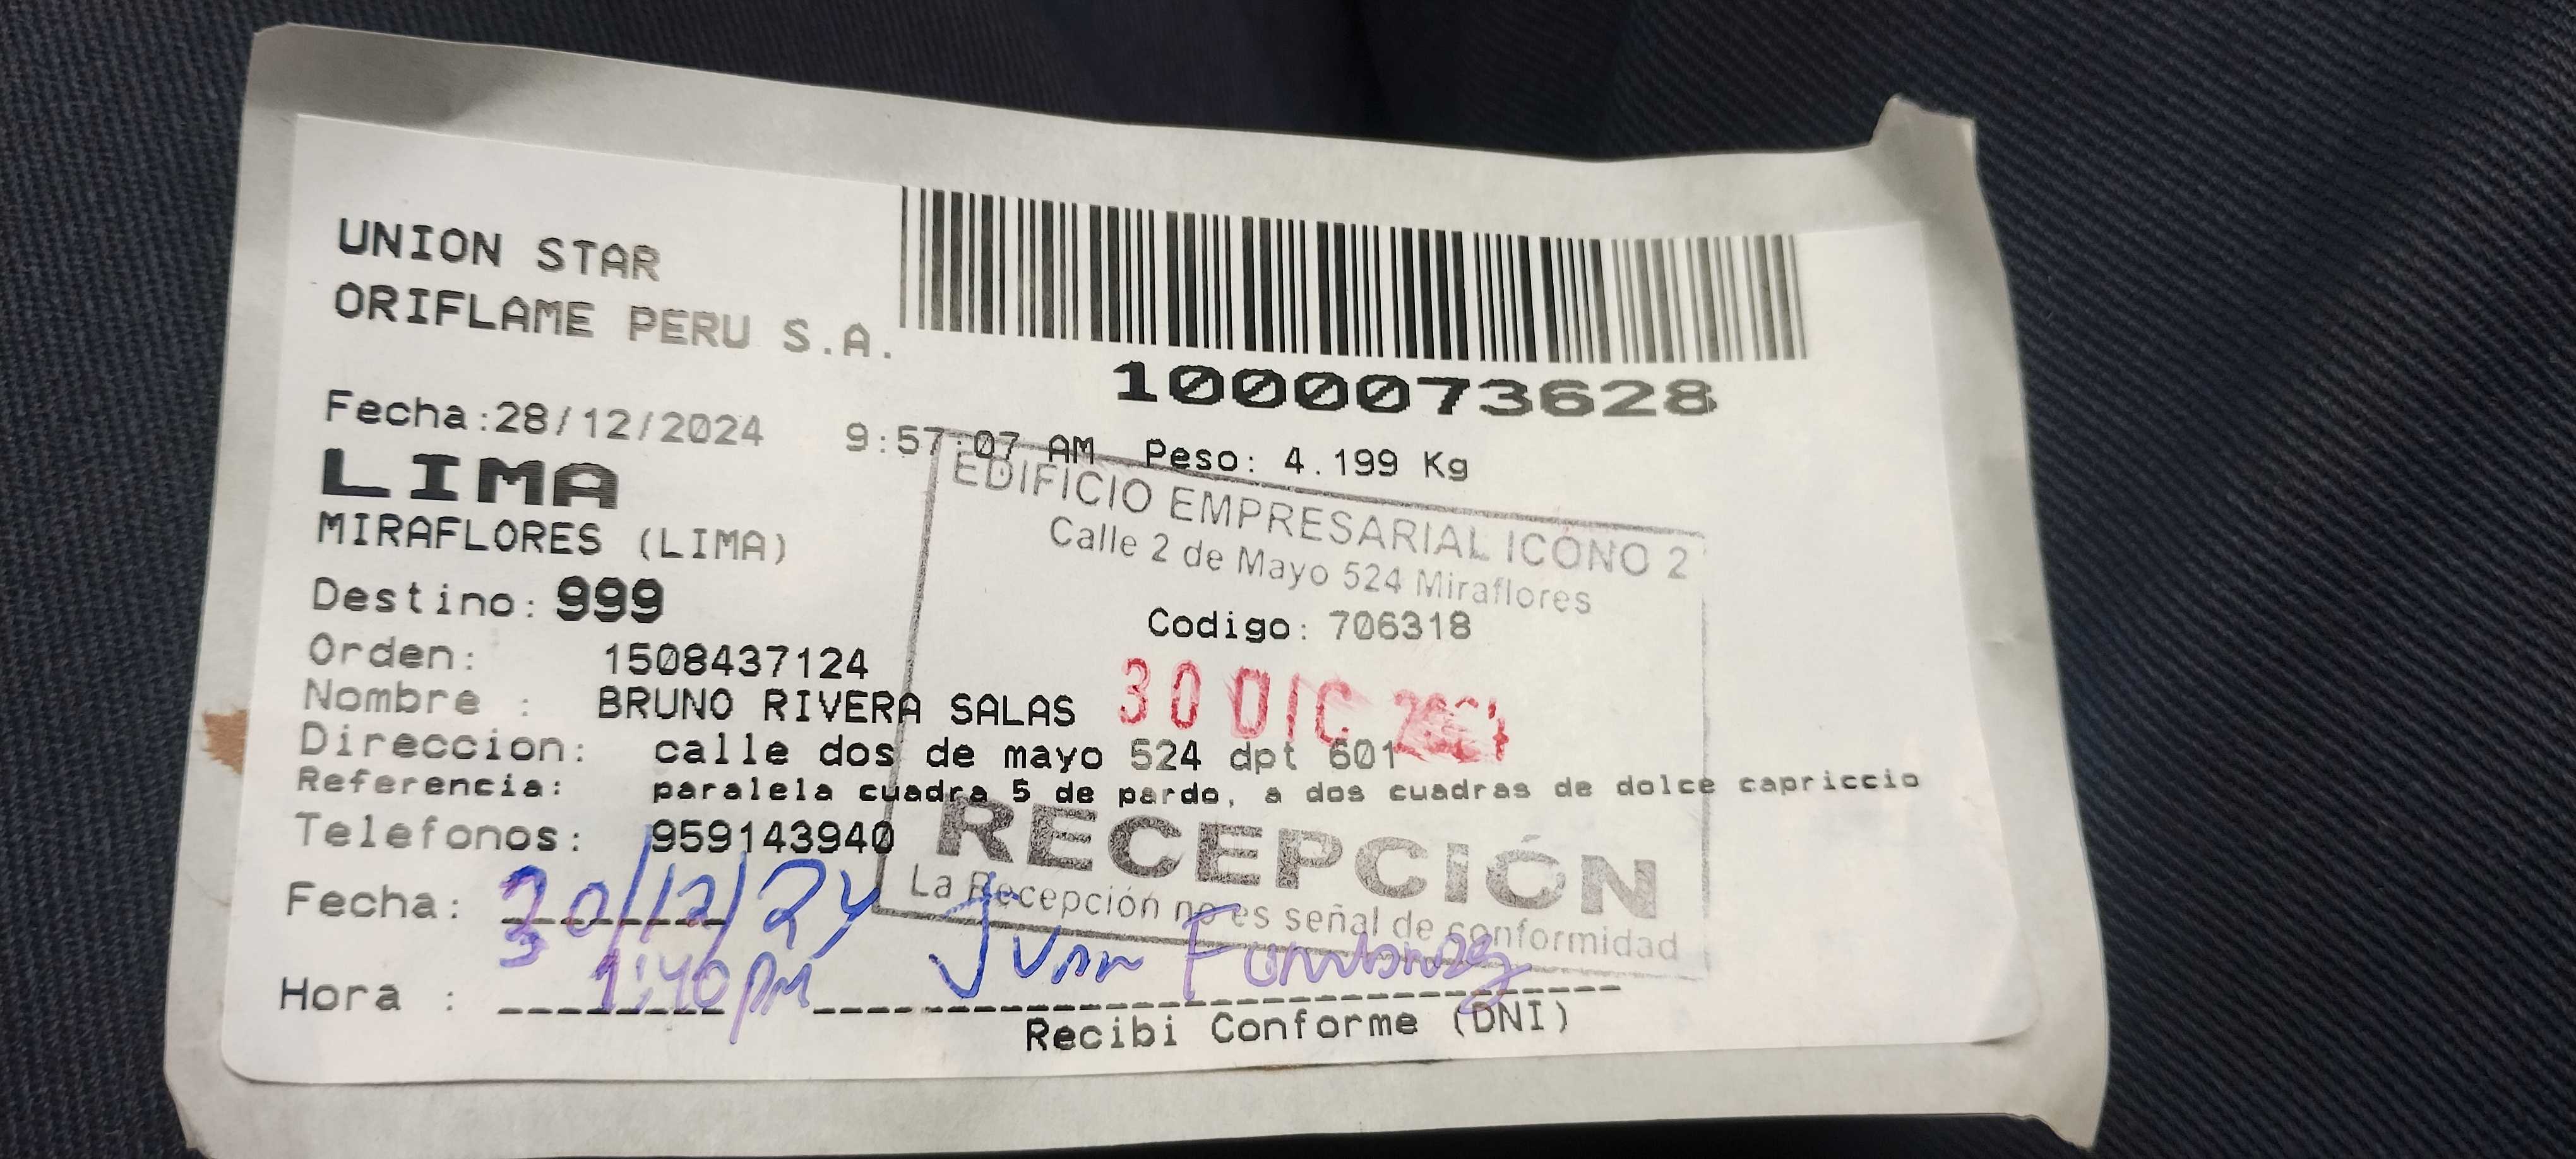 UNION STAR
ORIFLAME PERU S.A.
1000073628
Fecha:28/12/2024 9:57:07 AM Peso: 4.199 Kg
LIMA
MIRAFLORES (LIMA)
EDIFICIO EMPRESARIAL ICONO 2
Calle 2 de Mayo 524 Miraflores
Destino: 999
Codigo: 706318
Orden: 1508437124
Nombre : BRUNO RIVERA SALAS
30 DIC
Direccion: calle dos de mayo 524 dpt 601
Referencia: paralela cuadra 5 de pardo, a dos cuadras de dolce capriccio
Telefonos: 959143940
RECEPCIÓN
La Recepción no es señal de conformidad
Fecha: 30/12/24
Juan
Hora : 1:40 PM
Recibi Conforme (DNI)